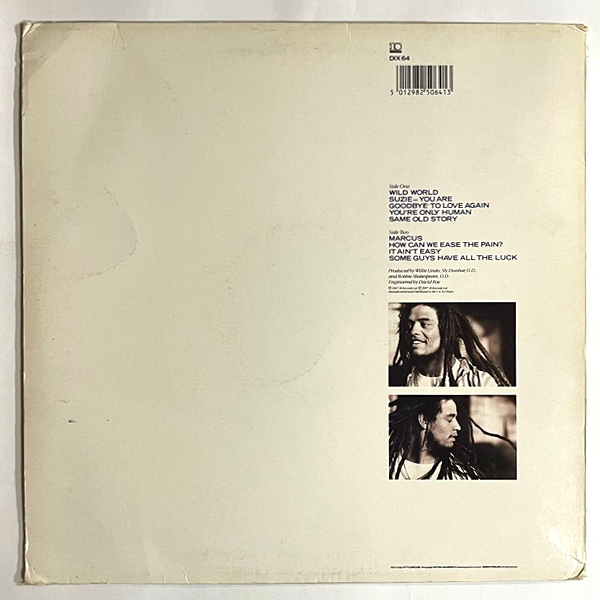 10
DIX 64
5 012982 506413
Side One
WILD WORLD
SUZIE – YOU ARE
GOODBYE TO LOVE AGAIN
YOU'RE ONLY HUMAN
SAME OLD STORY
Side Two
MARCUS
HOW CAN WE EASE THE PAIN?
IT AIN'T EASY
SOME GUYS HAVE ALL THE LUCK
Produced by Willie Lindo, Sly Dunbar, O.D.,
and Robbie Shakespeare, O.D.
Engineered by David Roe